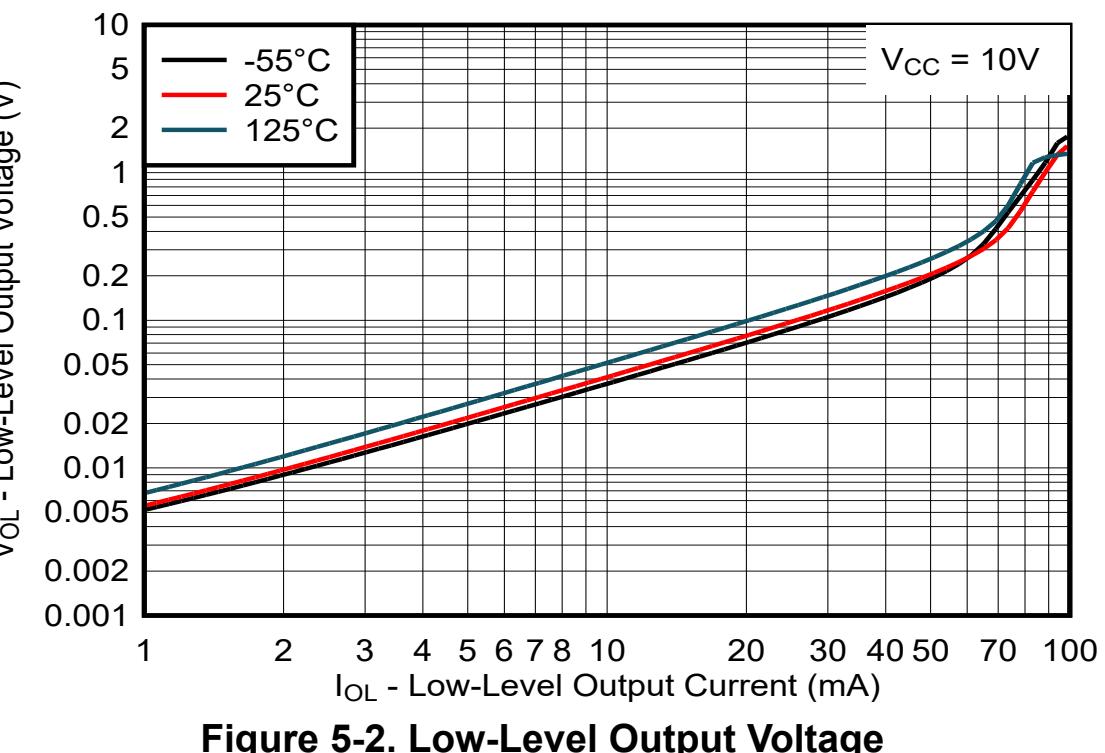 10
5
2
1
0.5
0.2
0.1
0.05
0.02
0.01
0.005
0.002
0.001
-55°C
25°C
125°C
VCC = 10V
VOL - Low-Level Output Voltage (V)
1 2 3 4 5 6 7 8 10 20 30 40 50 70 100
IOL - Low-Level Output Current (mA)
Figure 5-2. Low-Level Output Voltage